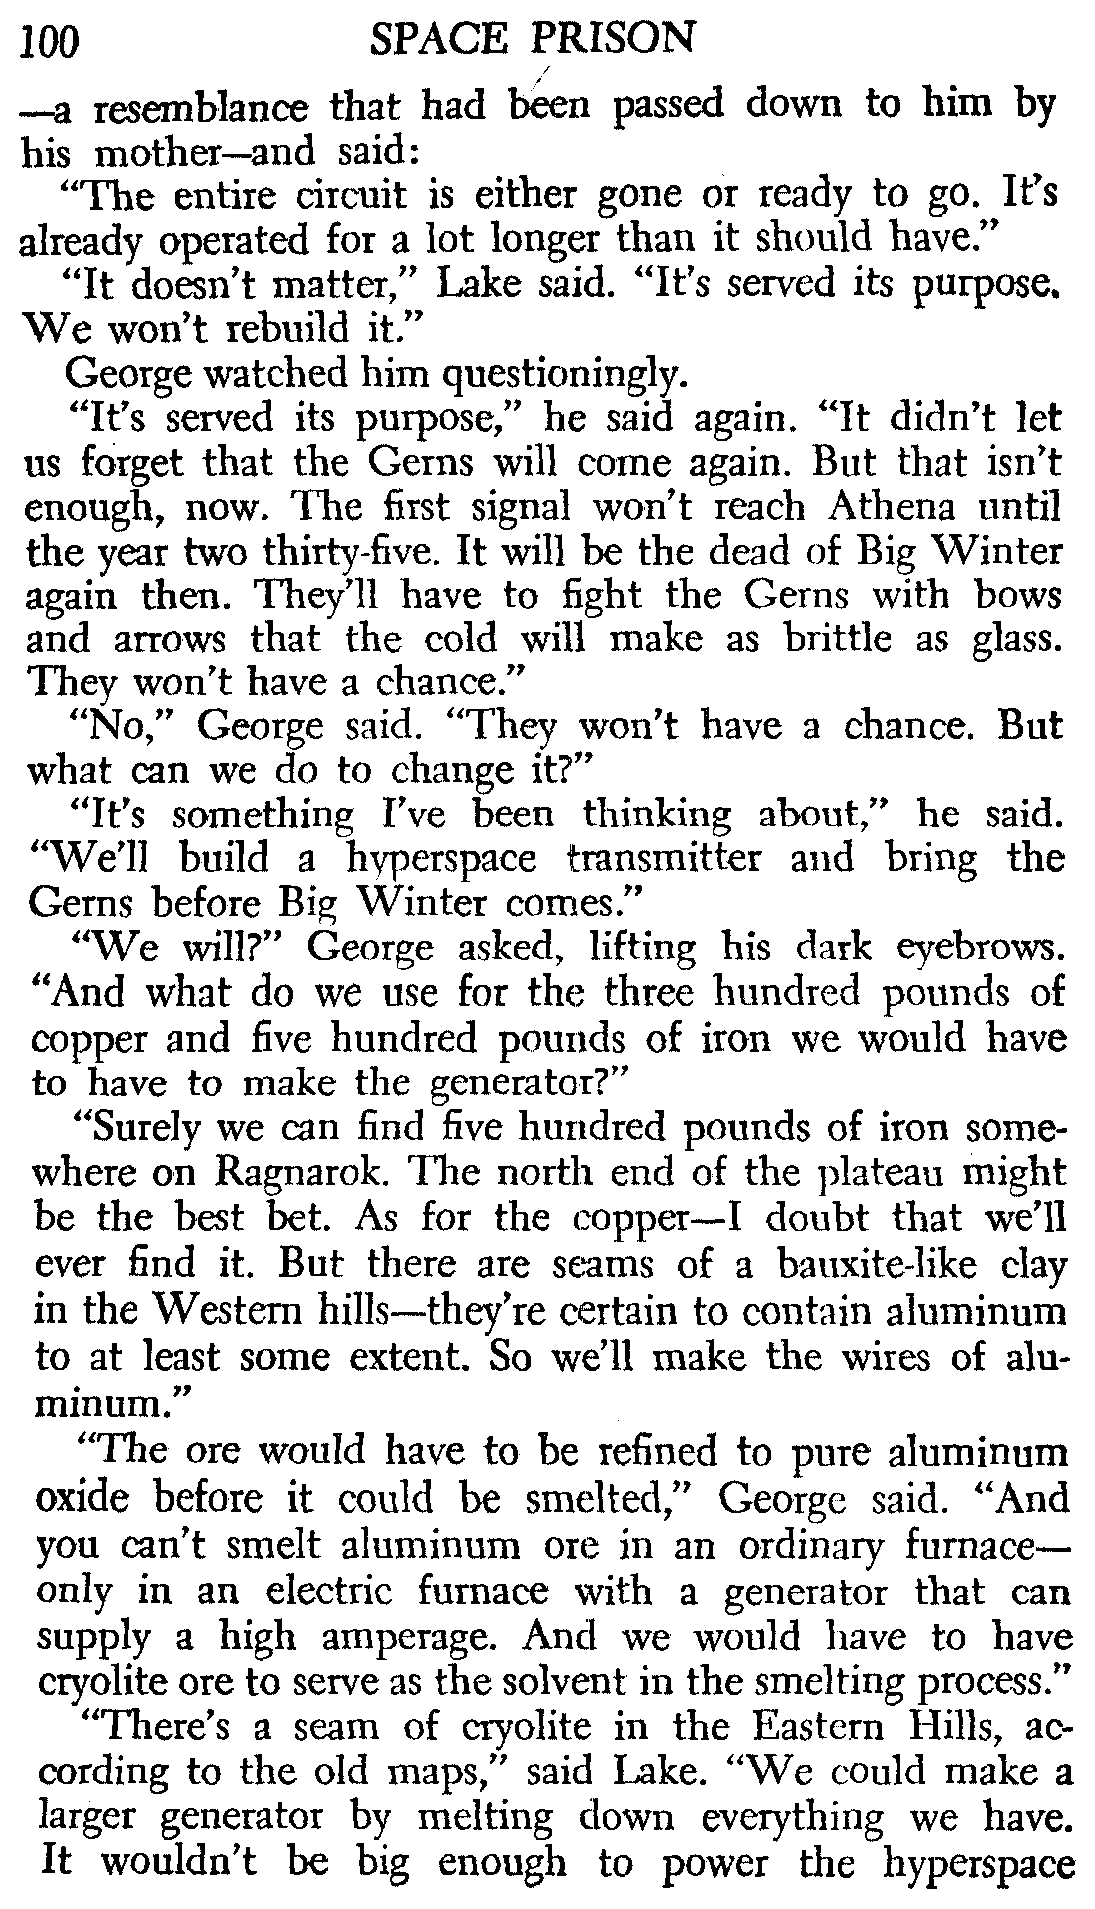 100 SPACE PRISON
—a resemblance that had been passed down to him by
his mother—and said:
“The entire circuit is either gone or ready to go. It’s
already operated for a lot longer than it should have.”
“It doesn’t matter,” Lake said. “It’s served its purpose.
We won’t rebuild it.”
George watched him questioningly.
“It’s served its purpose,” he said again. “It didn’t let
us forget that the Gerns will come again. But that isn’t
enough, now. The first signal won’t reach Athena until
the year two thirty-five. It will be the dead of Big Winter
again then. They’ll have to fight the Gerns with bows
and arrows that the cold will make as brittle as glass.
They won’t have a chance.”
“No,” George said. “They won’t have a chance. But
what can we do to change it?”
“It’s something I’ve been thinking about,” he said.
“We’ll build a hyperspace transmitter and bring the
Gerns before Big Winter comes.”
“We will?” George asked, lifting his dark eyebrows.
“And what do we use for the three hundred pounds of
copper and five hundred pounds of iron we would have
to have to make the generator?”
“Surely we can find five hundred pounds of iron some-
where on Ragnarok. The north end of the plateau might
be the best bet. As for the copper—I doubt that we’ll
ever find it. But there are seams of a bauxite-like clay
in the Western hills—they’re certain to contain aluminum
to at least some extent. So we’ll make the wires of alu-
minum.”
“The ore would have to be refined to pure aluminum
oxide before it could be smelted,” George said. “And
you can’t smelt aluminum ore in an ordinary furnace—
only in an electric furnace with a generator that can
supply a high amperage. And we would have to have
cryolite ore to serve as the solvent in the smelting process.”
“There’s a seam of cryolite in the Eastern Hills, ac-
cording to the old maps,” said Lake. “We could make a
larger generator by melting down everything we have.
It wouldn’t be big enough to power the hyperspace